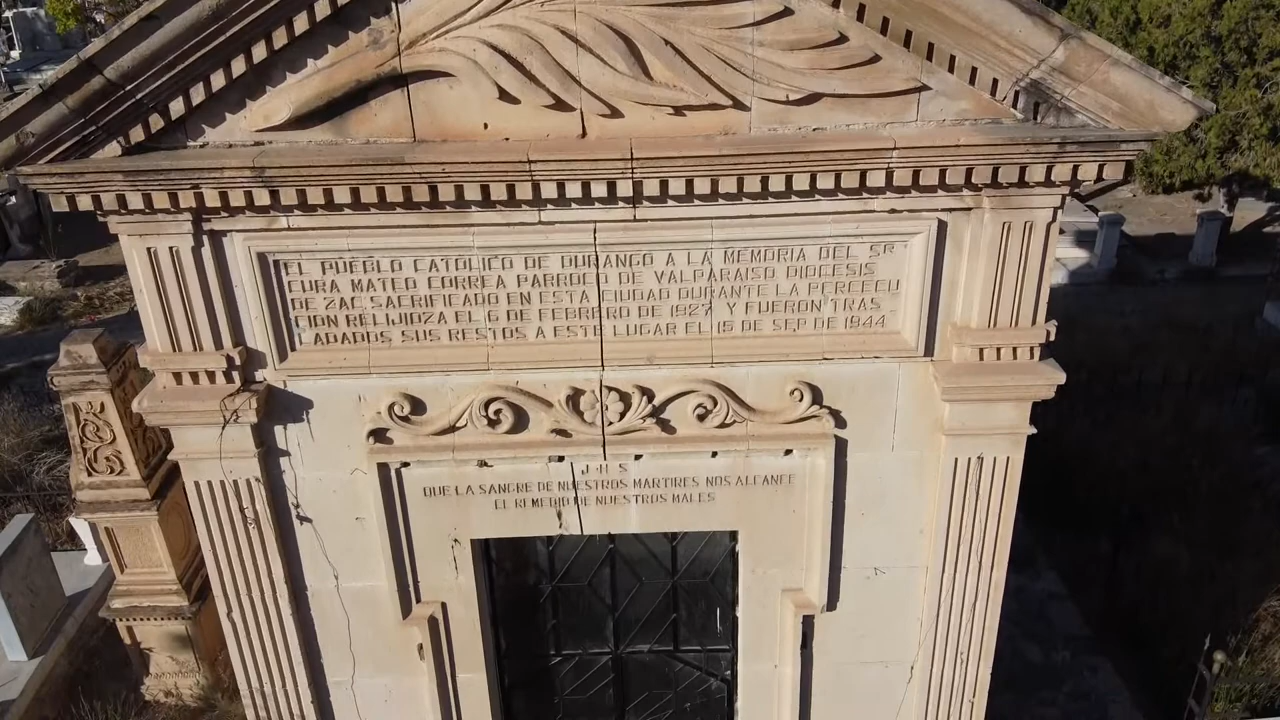 EL PUEBLO CATOLICO DE DURANGO A LA MEMORIA DEL SR
CURA MATEO CORREA PARROCO DE VALPARAISO DIOCESIS
DE ZAC. SACRIFICADO EN ESTA CIUDAD DURANTE LA PERCECU
CION RELIJIOZA EL 6 DE FEBRERO DE 1927 Y FUERON TRAS
LADADOS SUS RESTOS A ESTE LUGAR EL 15 DE SEP. DE 1944
J·H·S
QUE LA SANGRE DE NUESTROS MARTIRES NOS ALCANCE
EL REMEDIO DE NUESTROS MALES